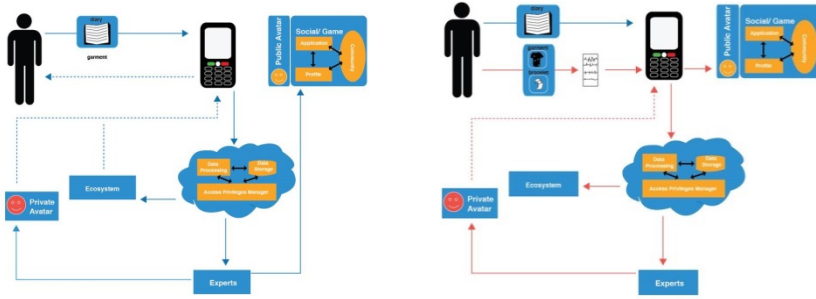 diary
garment
Public Avatar
Social/ Game
Application
Profile
Community
Data
Processing
Data
Storage
Access Privileges Manager
Ecosystem
Private
Avatar
Experts
diary
garment
bracelet
Public Avatar
Social/ Game
Application
Profile
Community
Data
Processing
Data
Storage
Access Privileges Manager
Ecosystem
Private
Avatar
Experts